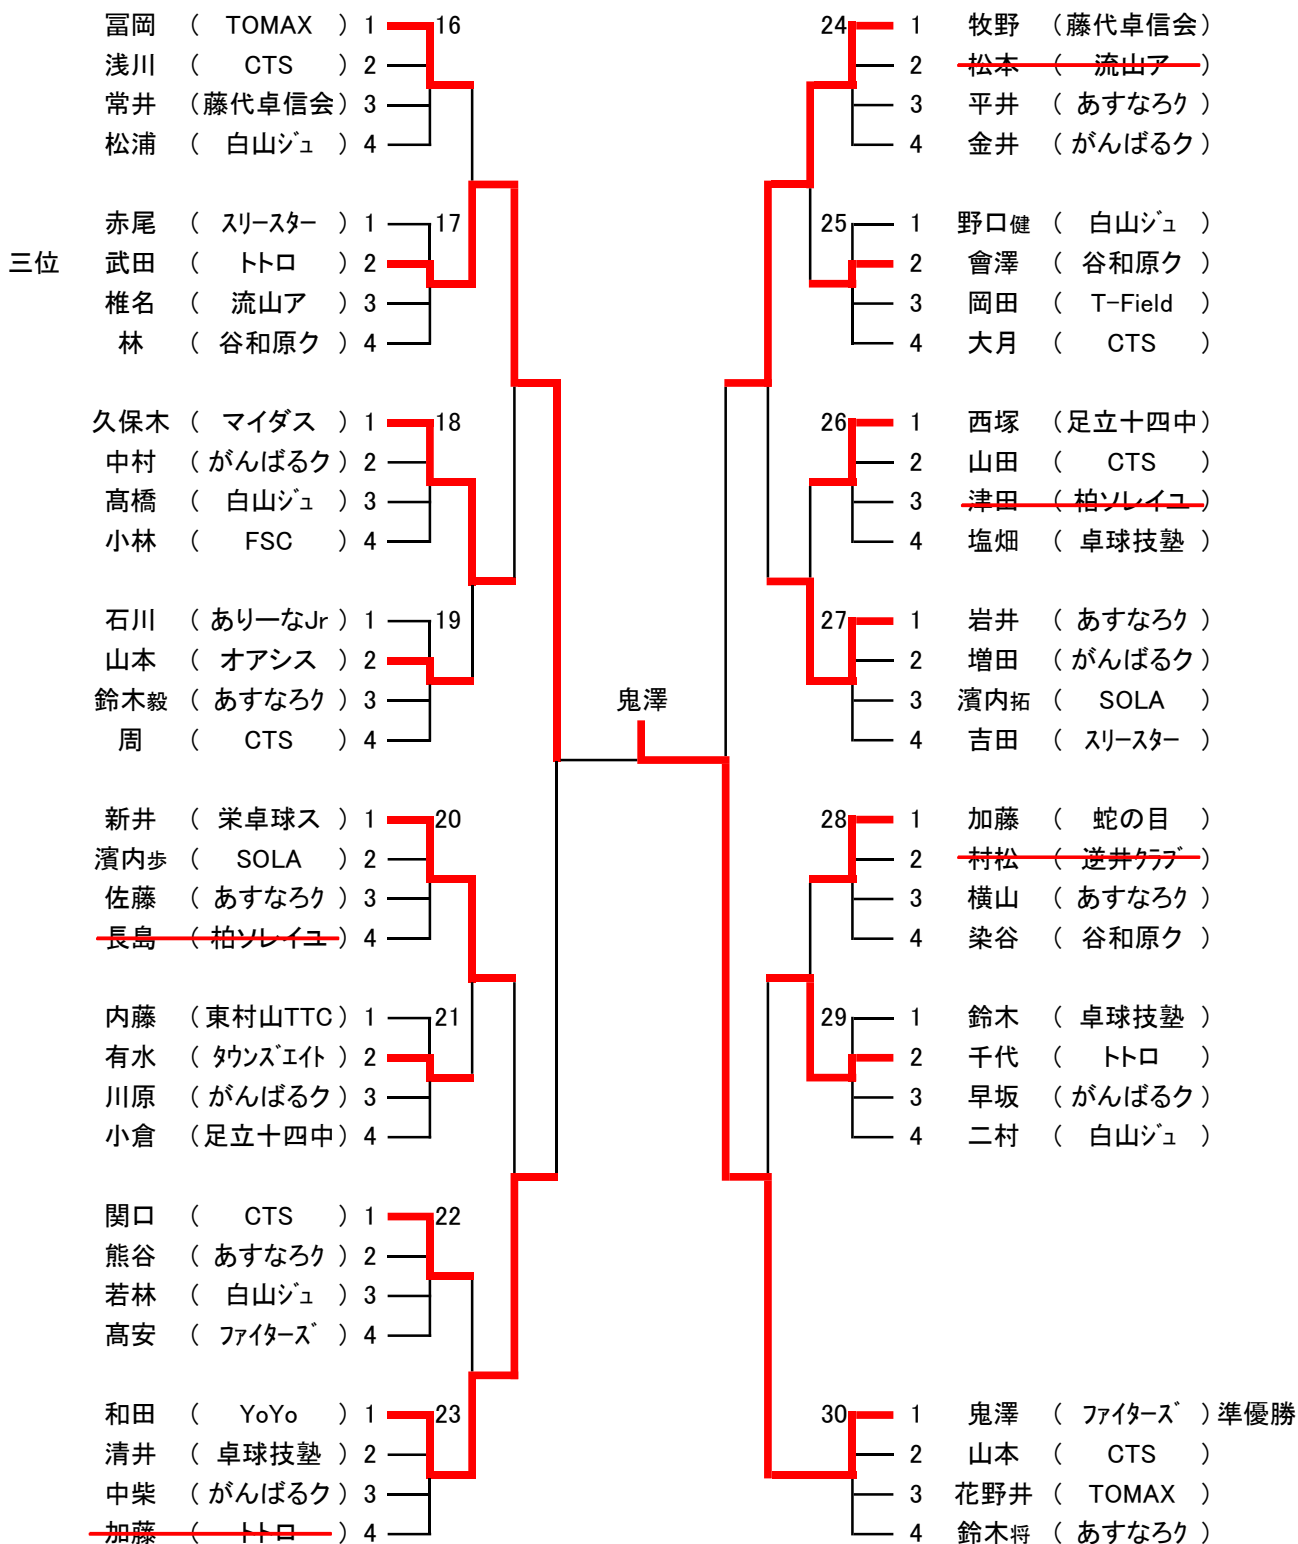 冨岡 ( TOMAX ) 1 16
浅川 ( CTS ) 2
常井 (藤代卓信会) 3
松浦 ( 白山ｼﾞｭ ) 4
赤尾 ( ｽﾘｰｽﾀｰ ) 1 17
三位 武田 ( トトロ ) 2
椎名 ( 流山ア ) 3
林 ( 谷和原ク ) 4
久保木 ( マイダス ) 1 18
中村 ( がんばるク ) 2
髙橋 ( 白山ｼﾞｭ ) 3
小林 ( FSC ) 4
石川 ( ありーなJr ) 1 19
山本 ( オアシス ) 2
鈴木毅 ( あすなろｸ ) 3
周 ( CTS ) 4
新井 ( 栄卓球ス ) 1 20
濱内歩 ( SOLA ) 2
佐藤 ( あすなろｸ ) 3
長島 ( 柏ソレイユ ) 4
内藤 ( 東村山TTC ) 1 21
有水 ( ﾀｳﾝｽﾞｴｲﾄ ) 2
川原 ( がんばるク ) 3
小倉 (足立十四中) 4
関口 ( CTS ) 1 22
熊谷 ( あすなろｸ ) 2
若林 ( 白山ｼﾞｭ ) 3
髙安 ( ﾌｧｲﾀｰｽﾞ ) 4
和田 ( YoYo ) 1 23
清井 ( 卓球技塾 ) 2
中柴 ( がんばるク ) 3
加藤 ( トトロ ) 4
鬼澤
24 1 牧野 (藤代卓信会)
2 松本 ( 流山ア )
3 平井 ( あすなろｸ )
4 金井 ( がんばるク )
25 1 野口健 ( 白山ｼﾞｭ )
2 會澤 ( 谷和原ク )
3 岡田 ( T-Field )
4 大月 ( CTS )
26 1 西塚 (足立十四中)
2 山田 ( CTS )
3 津田 ( 柏ソレイユ )
4 塩畑 ( 卓球技塾 )
27 1 岩井 ( あすなろｸ )
2 増田 ( がんばるク )
3 濱内拓 ( SOLA )
4 吉田 ( ｽﾘｰｽﾀｰ )
28 1 加藤 ( 蛇の目 )
2 村松 ( 逆井ｸﾗﾌﾞ )
3 横山 ( あすなろｸ )
4 染谷 ( 谷和原ク )
29 1 鈴木 ( 卓球技塾 )
2 千代 ( トトロ )
3 早坂 ( がんばるク )
4 二村 ( 白山ｼﾞｭ )
30 1 鬼澤 ( ﾌｧｲﾀｰｽﾞ ) 準優勝
2 山本 ( CTS )
3 花野井 ( TOMAX )
4 鈴木将 ( あすなろｸ )